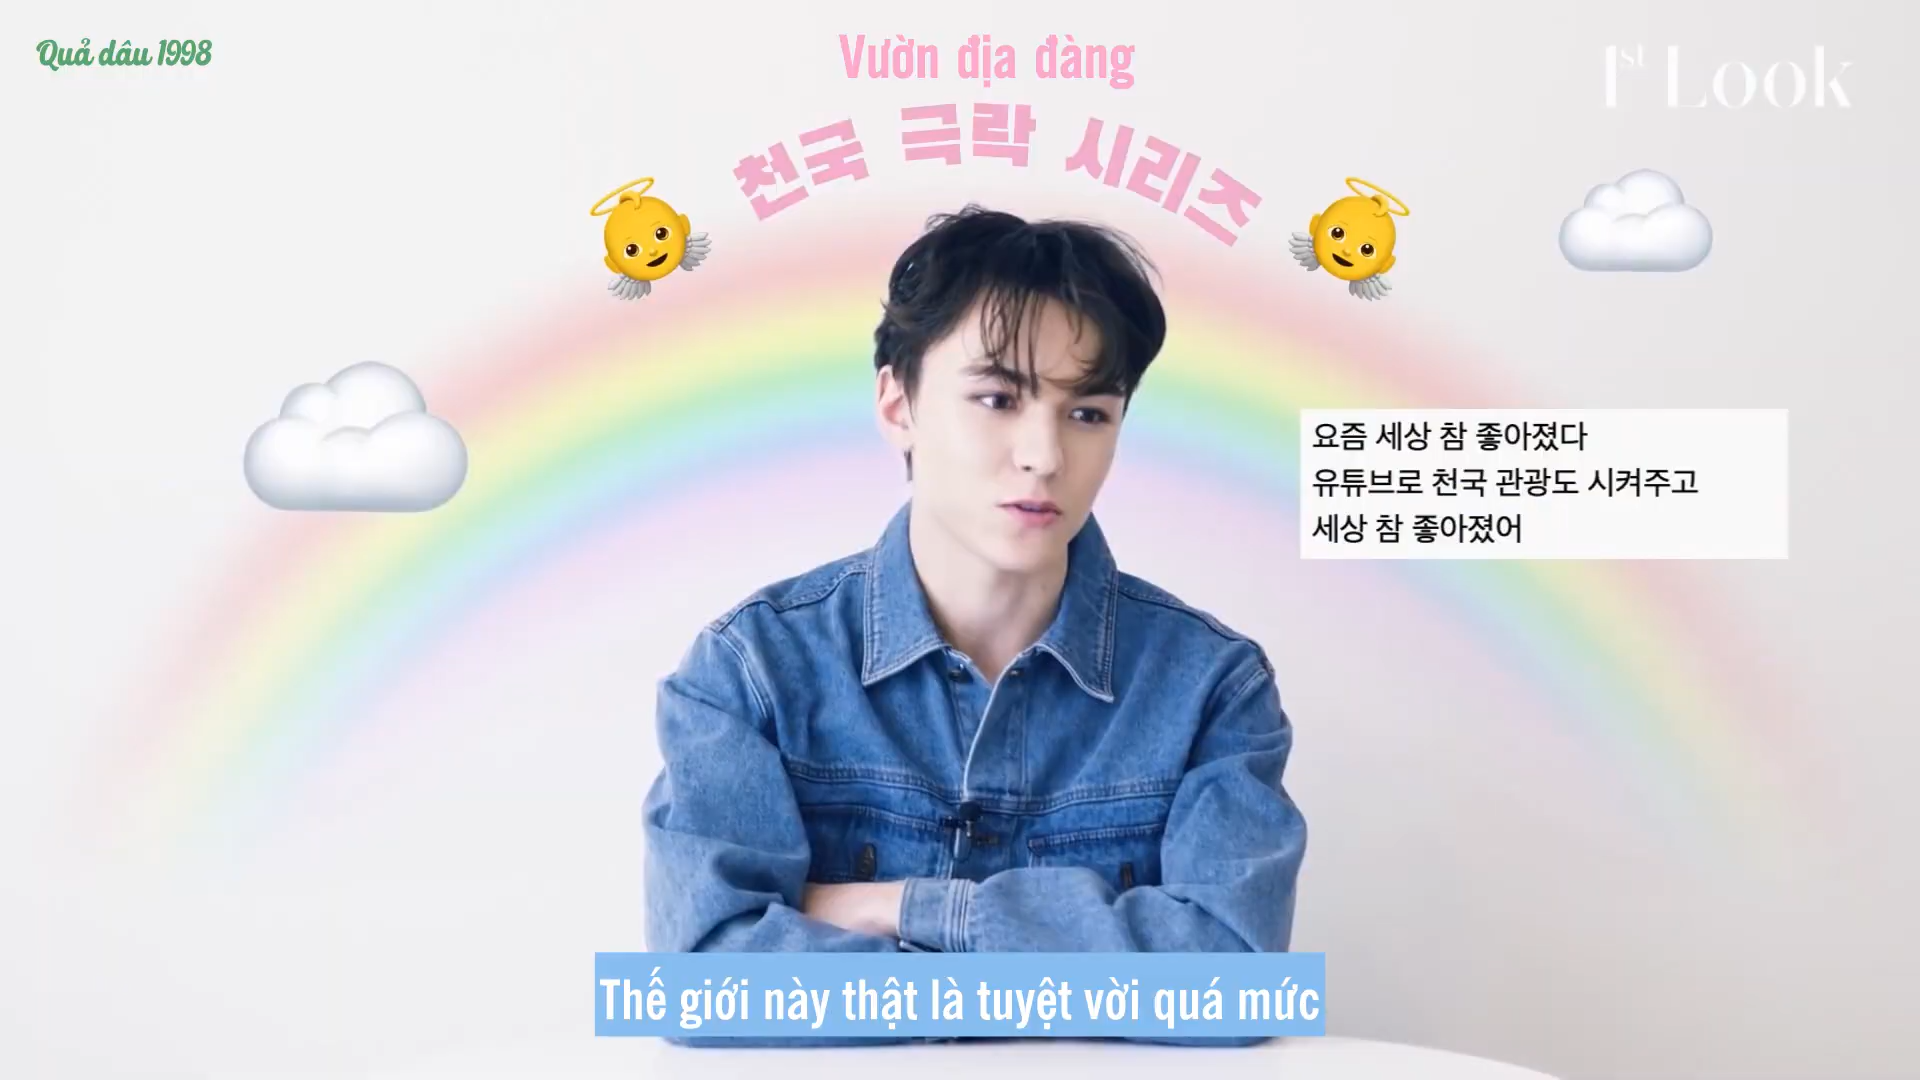 Quả dâu 1998
Vườn địa đàng
1st Look
천국 극락 시리즈
요즘 세상 참 좋아졌다
유튜브로 천국 관광도 시켜주고
세상 참 좋아졌어
Thế giới này thật là tuyệt vời quá mức